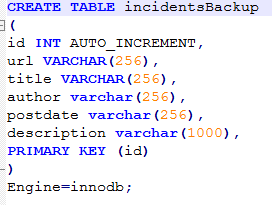 CREATE TABLE incidentsBackup
(
id INT AUTO_INCREMENT,
url VARCHAR(256),
title VARCHAR(256),
author varchar(256),
postdate varchar(256),
description varchar(1000),
PRIMARY KEY (id)
)
Engine=innodb;